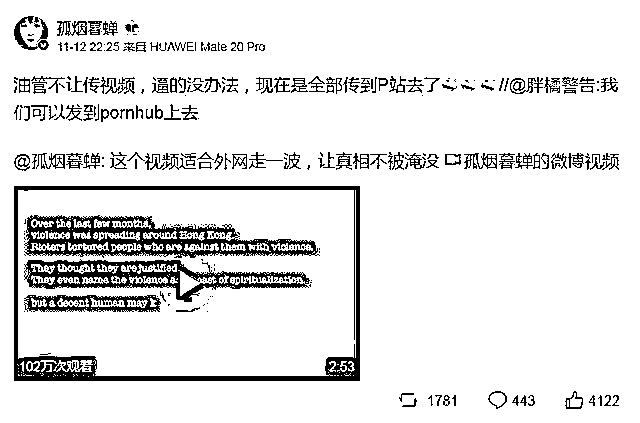 孤烟暮蝉
11-12 22:25 来自 HUAWEI Mate 20 Pro
油管不让传视频，逼的没办法，现在是全部传到P站去了//@胖橘警告:我
们可以发到pornhub上去
@孤烟暮蝉: 这个视频适合外网走一波，让真相不被淹没 孤烟暮蝉的微博视频
Over the last few months,
violence was spreading around Hong Kong.
Rioters tortured people who are against them with violence.
They thought they are justified.
They even name the violence a of spiritualization,
but a decent human may
102万次观看
2:53
1781 443 4122